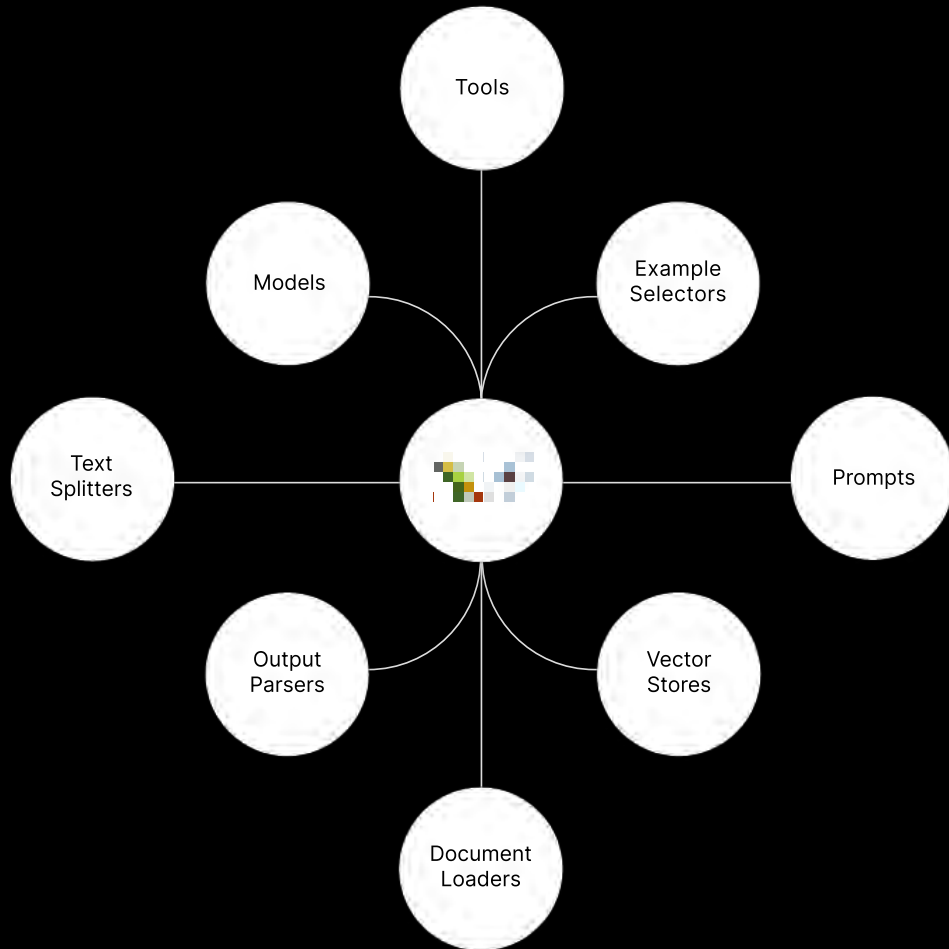 Tools
Models
Example
Selectors
Text
Splitters
Prompts
Output
Parsers
Vector
Stores
Document
Loaders